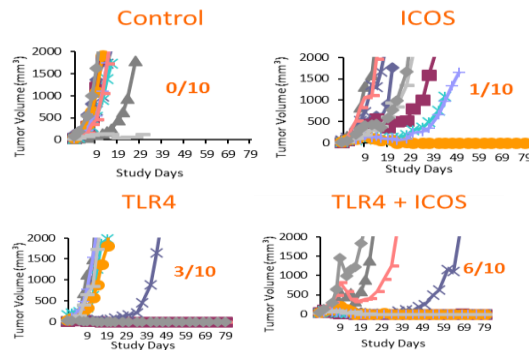 Control
2000
1500
1000
500
0
Tumor Volume(mm³)
0/10
9 19 29 39 49 59 69 79
Study Days
ICOS
2000
1500
1000
500
0
Tumor Volume(mm³)
1/10
9 19 29 39 49 59 69 79
Study Days
TLR4
2000
1500
1000
500
0
Tumor Volume(mm³)
3/10
9 19 29 39 49 59 69 79
Study Days
TLR4 + ICOS
2000
1500
1000
500
0
Tumor Volume(mm³)
6/10
9 19 29 39 49 59 69 79
Study Days